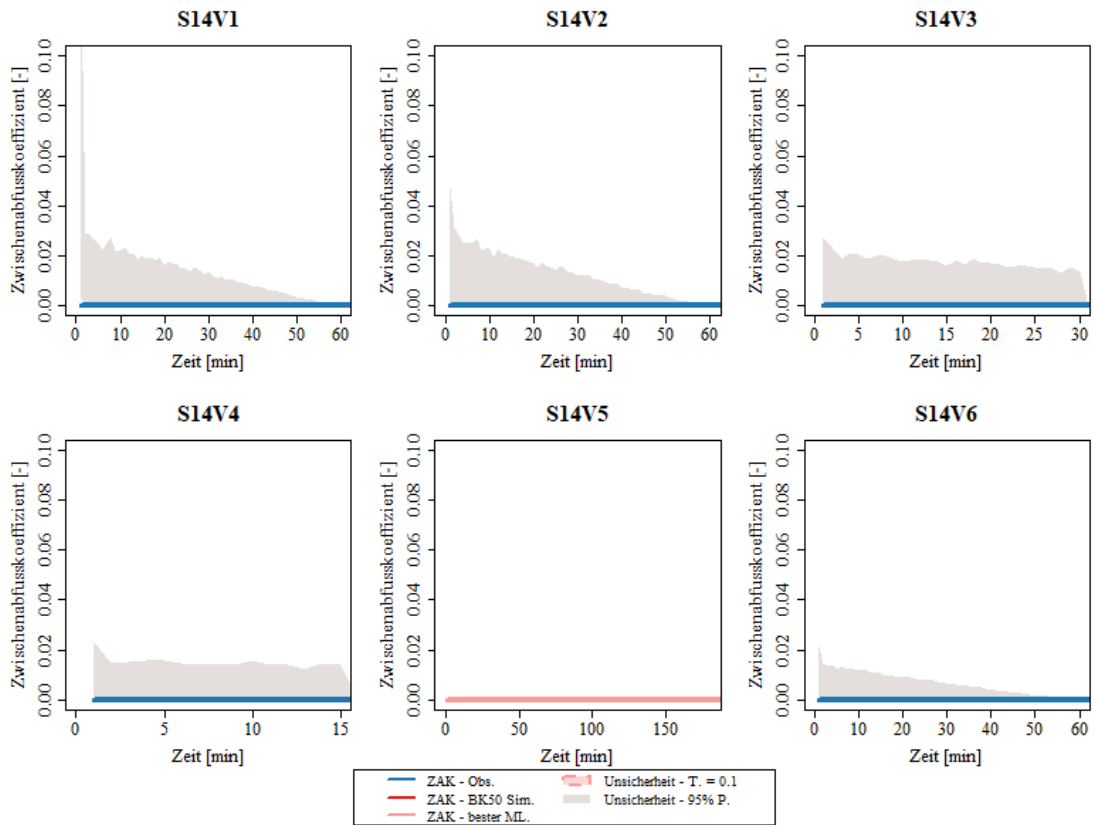 S14V1
S14V2
S14V3
Zwischenabfusskoeffizient [-]
0.00 0.02 0.04 0.06 0.08 0.10
0 10 20 30 40 50 60
Zeit [min]
Zwischenabfusskoeffizient [-]
0.00 0.02 0.04 0.06 0.08 0.10
0 10 20 30 40 50 60
Zeit [min]
Zwischenabfusskoeffizient [-]
0.00 0.02 0.04 0.06 0.08 0.10
0 5 10 15 20 25 30
Zeit [min]
S14V4
S14V5
S14V6
Zwischenabfusskoeffizient [-]
0.00 0.02 0.04 0.06 0.08 0.10
0 5 10 15
Zeit [min]
Zwischenabfusskoeffizient [-]
0.00 0.02 0.04 0.06 0.08 0.10
0 50 100 150
Zeit [min]
Zwischenabfusskoeffizient [-]
0.00 0.02 0.04 0.06 0.08 0.10
0 10 20 30 40 50 60
Zeit [min]
ZAK - Obs.
ZAK - BK50 Sim.
ZAK - bester ML.
Unsicherheit - T. = 0.1
Unsicherheit - 95% P.